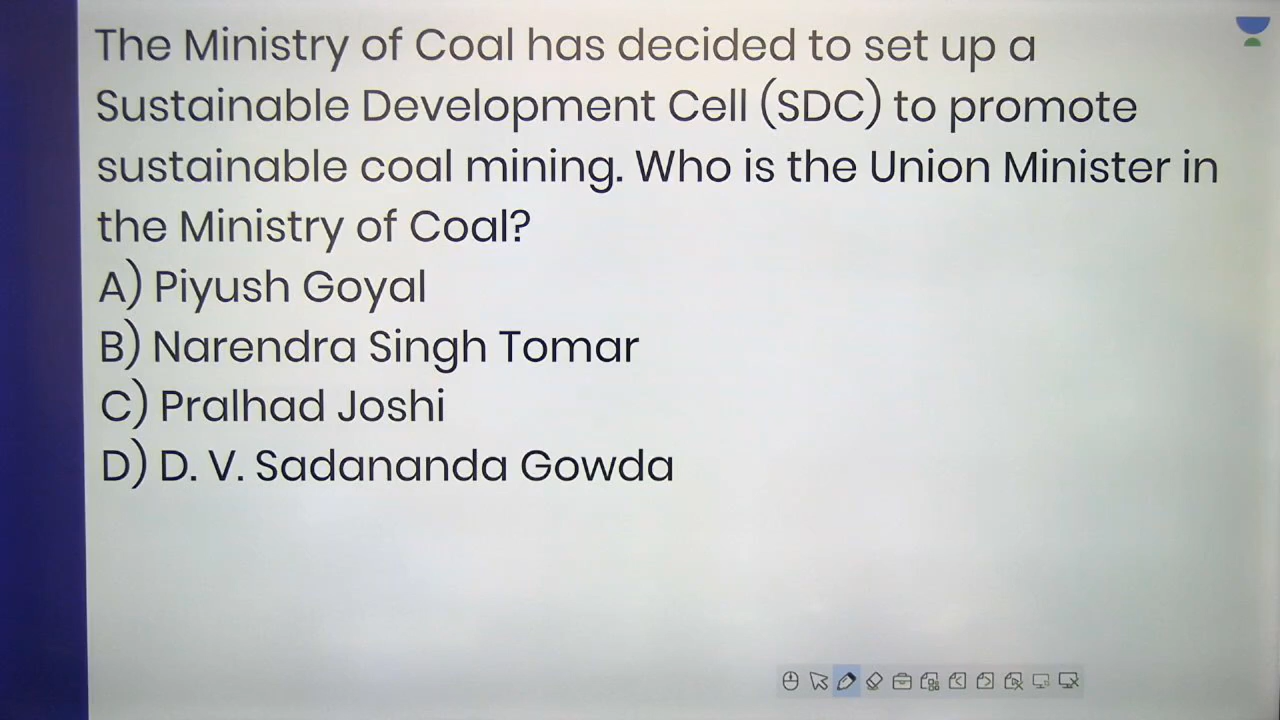 The Ministry of Coal has decided to set up a
Sustainable Development Cell (SDC) to promote
sustainable coal mining. Who is the Union Minister in
the Ministry of Coal?
A) Piyush Goyal
B) Narendra Singh Tomar
C) Pralhad Joshi
D) D. V. Sadananda Gowda